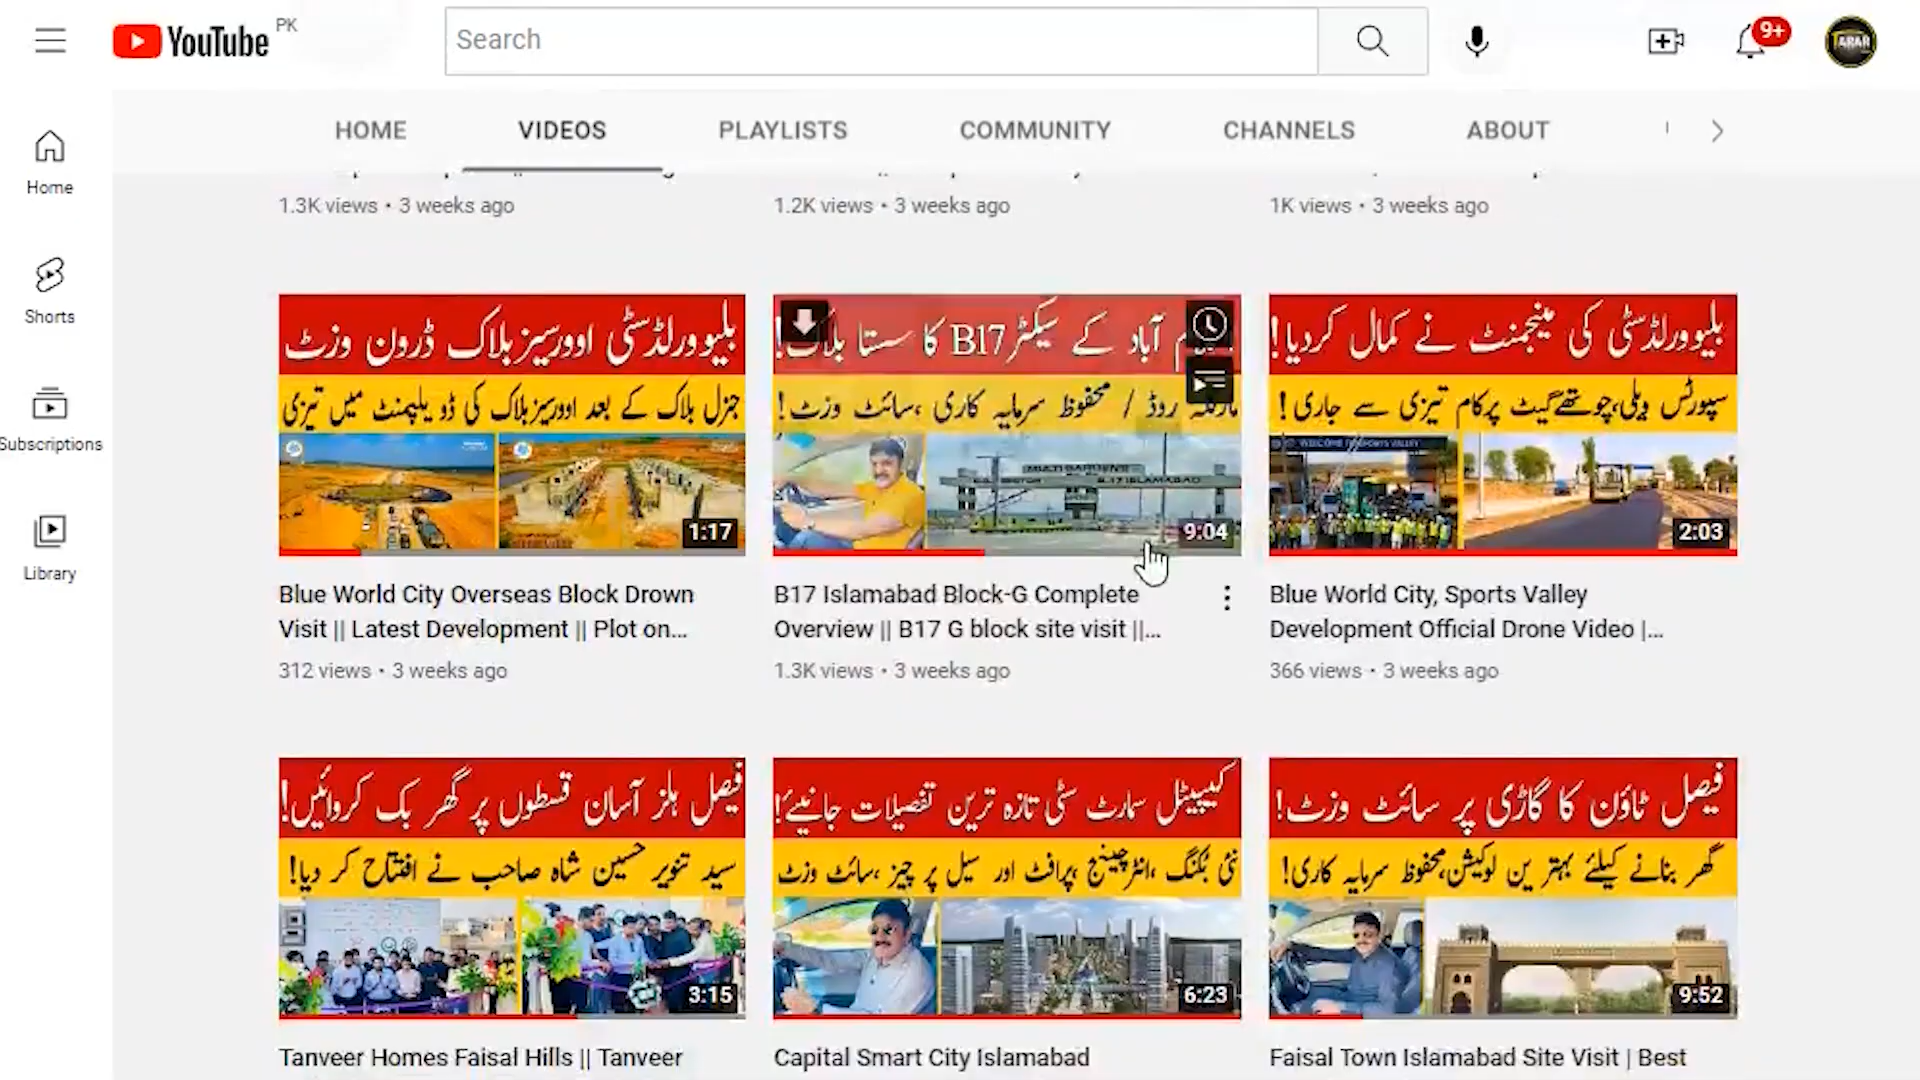 YouTube PK
Search
9+
TARAR
HOME VIDEOS PLAYLISTS COMMUNITY CHANNELS ABOUT
Home
Shorts
Subscriptions
Library
1.3K views • 3 weeks ago
1.2K views • 3 weeks ago
1K views • 3 weeks ago
بلیو ورلڈ سٹی اوورسیز بلاک ڈرون وزٹ
جنرل بلاک کے بعد اوورسیز بلاک کی ڈویلپمنٹ میں تیزی
1:17
Blue World City Overseas Block Drown
Visit || Latest Development || Plot on...
312 views • 3 weeks ago
آباد کے سیکٹر B17 کا سستا بلاک!
روڈ / محفوظ سرمایہ کاری ،سائٹ وزٹ!
MULTI GARDENS
B.17 ISLAMABAD
9:04
B17 Islamabad Block-G Complete
Overview || B17 G block site visit ||...
1.3K views • 3 weeks ago
بلیو ورلڈ سٹی کی مینجمنٹ نے کمال کر دیا!
سپورٹس ویلی،چوتھے گیٹ پر کام تیزی سے جاری!
WELCOME TO SPORTS VALLEY
2:03
Blue World City, Sports Valley
Development Official Drone Video |...
366 views • 3 weeks ago
فیصل ہلز آسان قسطوں پر گھر بک کروائیں!
سید تنویر حسین شاہ صاحب نے افتتاح کر دیا!
3:15
Tanveer Homes Faisal Hills || Tanveer
کیپیٹل سمارٹ سٹی تازہ ترین تفصیلات جانیئے!
نئی بکنگ ،انٹرچینج ،پرافٹ اور سیل پر چیز ،سائٹ وزٹ
6:23
Capital Smart City Islamabad
فیصل ٹاؤن کا گاڑی پر سائٹ وزٹ!
گھر بنانے کیلئے بہترین لوکیشن،محفوظ سرمایہ کاری!
9:52
Faisal Town Islamabad Site Visit | Best